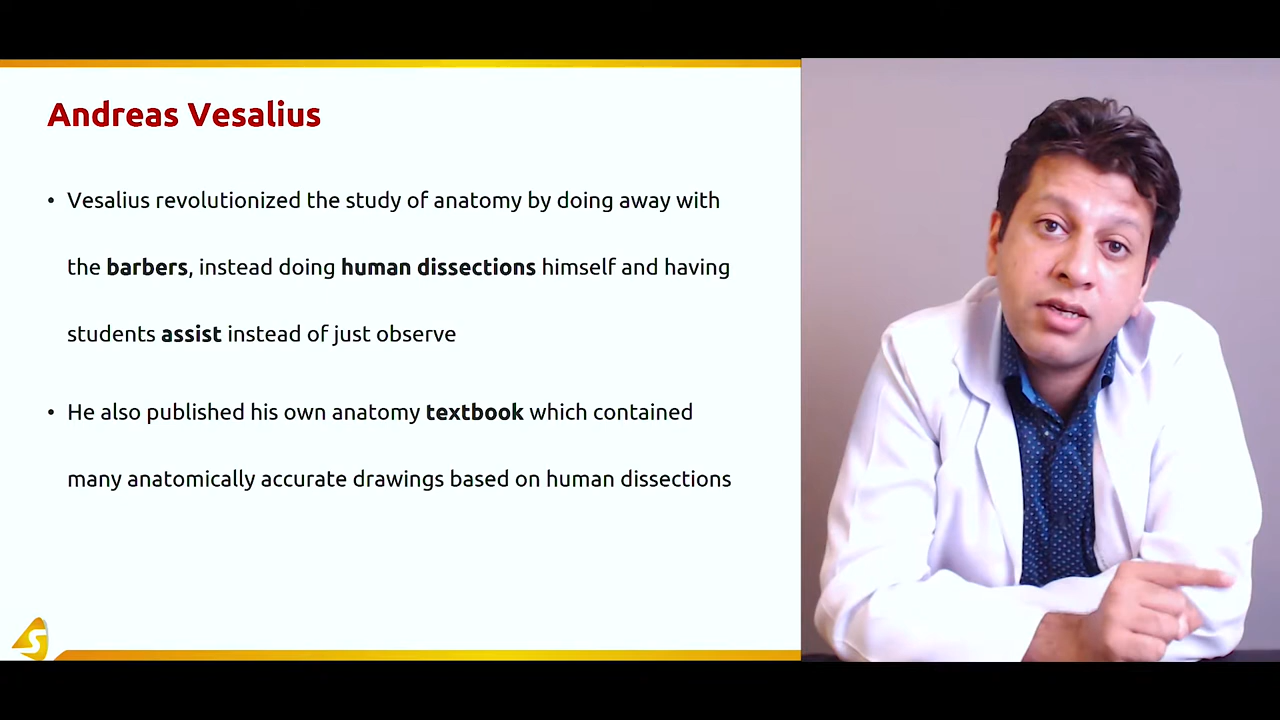 Andreas Vesalius
• Vesalius revolutionized the study of anatomy by doing away with
the barbers, instead doing human dissections himself and having
students assist instead of just observe
• He also published his own anatomy textbook which contained
many anatomically accurate drawings based on human dissections
S